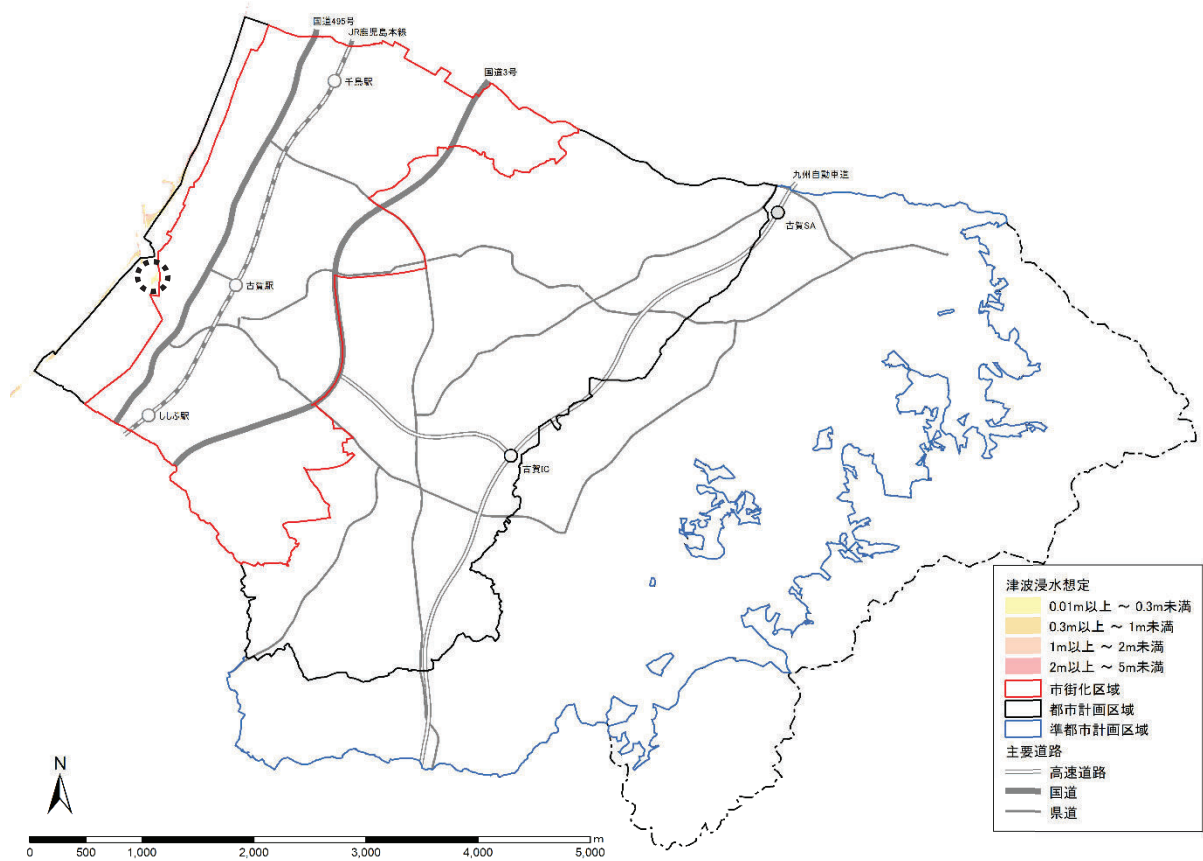 国道495号
JR鹿児島本線
千鳥駅
国道3号
九州自動車道
古賀SA
古賀駅
ししぶ駅
古賀IC
津波浸水想定
0.01m以上 ~ 0.3m未満
0.3m以上 ~ 1m未満
1m以上 ~ 2m未満
2m以上 ~ 5m未満
市街化区域
都市計画区域
準都市計画区域
主要道路
高速道路
国道
県道
N
0 500 1,000 2,000 3,000 4,000 5,000 m